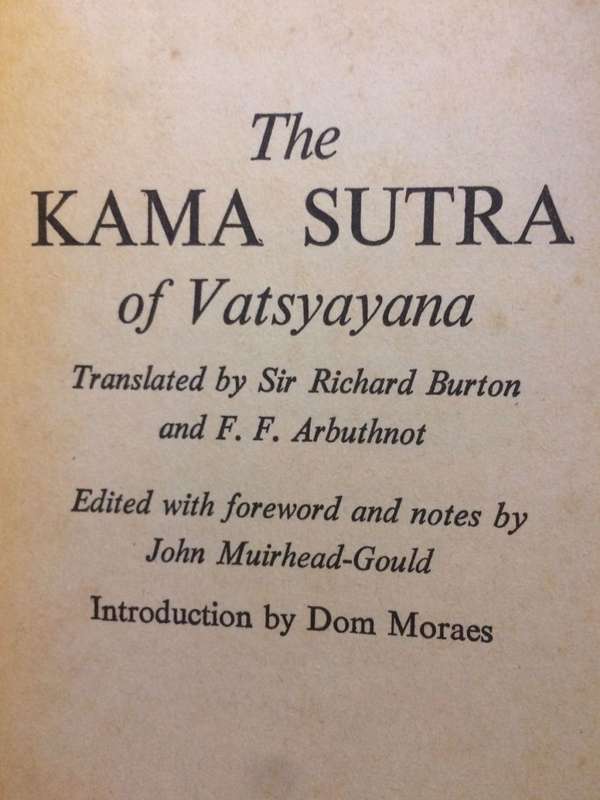 The
KAMA SUTRA
of Vatsyayana
Translated by Sir Richard Burton
and F. F. Arbuthnot
Edited with foreword and notes by
John Muirhead-Gould
Introduction by Dom Moraes